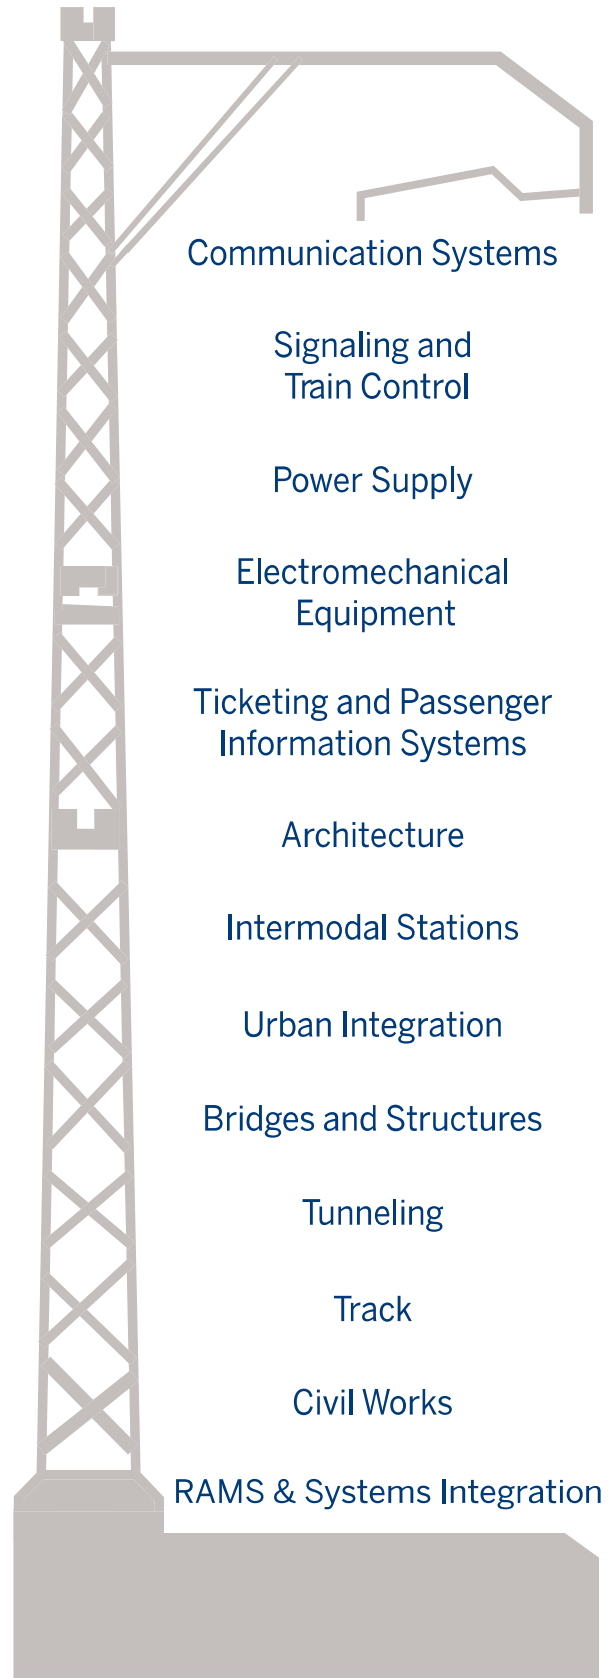 Communication Systems
Signaling and
Train Control
Power Supply
Electromechanical
Equipment
Ticketing and Passenger
Information Systems
Architecture
Intermodal Stations
Urban Integration
Bridges and Structures
Tunneling
Track
Civil Works
RAMS & Systems Integration